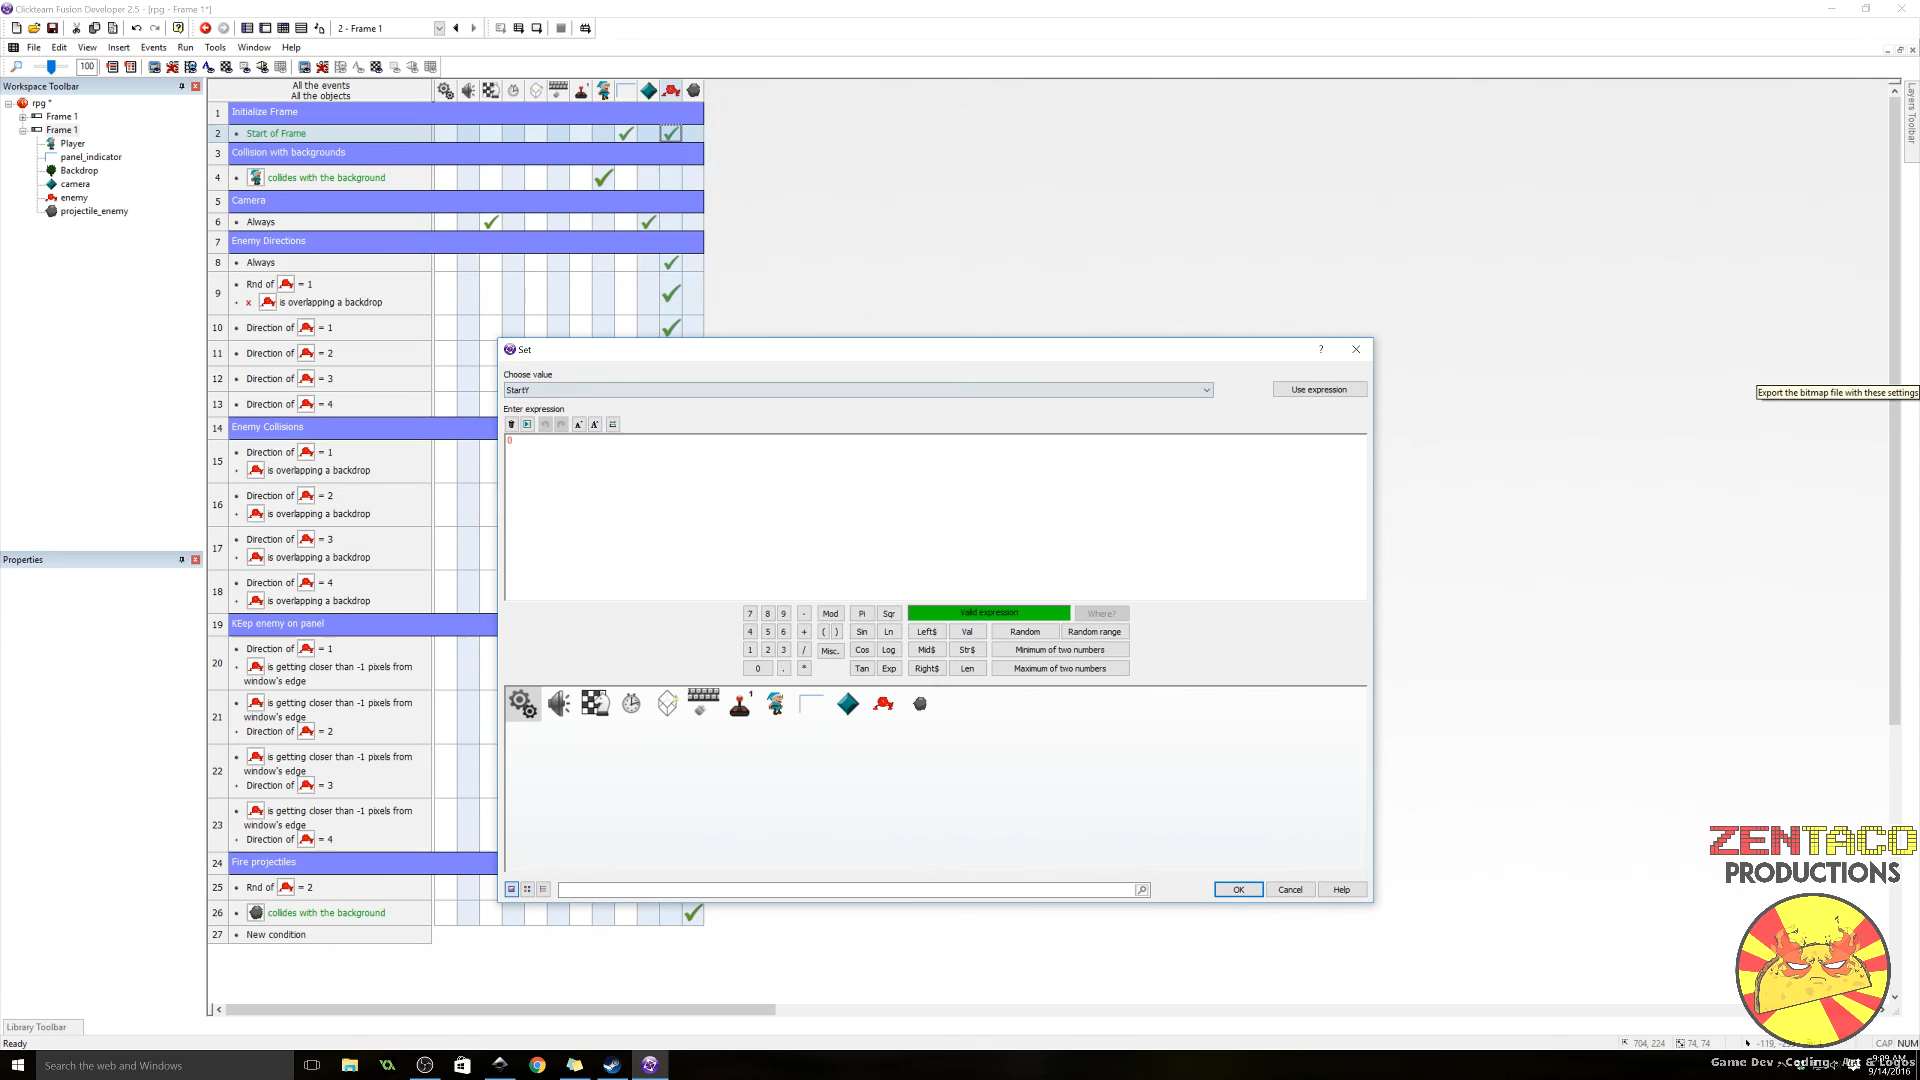 Clickteam Fusion Developer 2.5 - [rpg - Frame 1*]
2 - Frame 1
File Edit View Insert Events Run Tools Window Help
100
Workspace Toolbar
rpg *
Frame 1
Frame 1
Player
panel_indicator
Backdrop
camera
enemy
projectile_enemy
Properties
Library Toolbar
Ready
Layers Toolbar
All the events
All the objects
1 Initialize Frame
2 Start of Frame
3 Collision with backgrounds
4 collides with the background
5 Camera
6 Always
7 Enemy Directions
8 Always
9 Rnd of = 1
x is overlapping a backdrop
10 Direction of = 1
11 Direction of = 2
12 Direction of = 3
13 Direction of = 4
14 Enemy Collisions
15 Direction of = 1
is overlapping a backdrop
16 Direction of = 2
is overlapping a backdrop
17 Direction of = 3
is overlapping a backdrop
18 Direction of = 4
is overlapping a backdrop
19 KEep enemy on panel
20 Direction of = 1
is getting closer than -1 pixels from
window's edge
21 is getting closer than -1 pixels from
window's edge
Direction of = 2
22 is getting closer than -1 pixels from
window's edge
Direction of = 3
23 is getting closer than -1 pixels from
window's edge
Direction of = 4
24 Fire projectiles
25 Rnd of = 2
26 collides with the background
27 New condition
Set
?
Choose value
StartY
Use expression
Enter expression
0
7 8 9 - Mod Pi Sqr Valid expression Where?
4 5 6 + ( ) Sin Ln Left$ Val Random Random range
1 2 3 / Misc. Cos Log Mid$ Str$ Minimum of two numbers
0 . * Tan Exp Right$ Len Maximum of two numbers
1
OK Cancel Help
Export the bitmap file with these settings
ZENTACO
PRODUCTIONS
704, 224 74, 74
CAP NUM
Search the web and Windows
Game Dev - Coding - Art & Logos
9:09 AM
9/14/2016